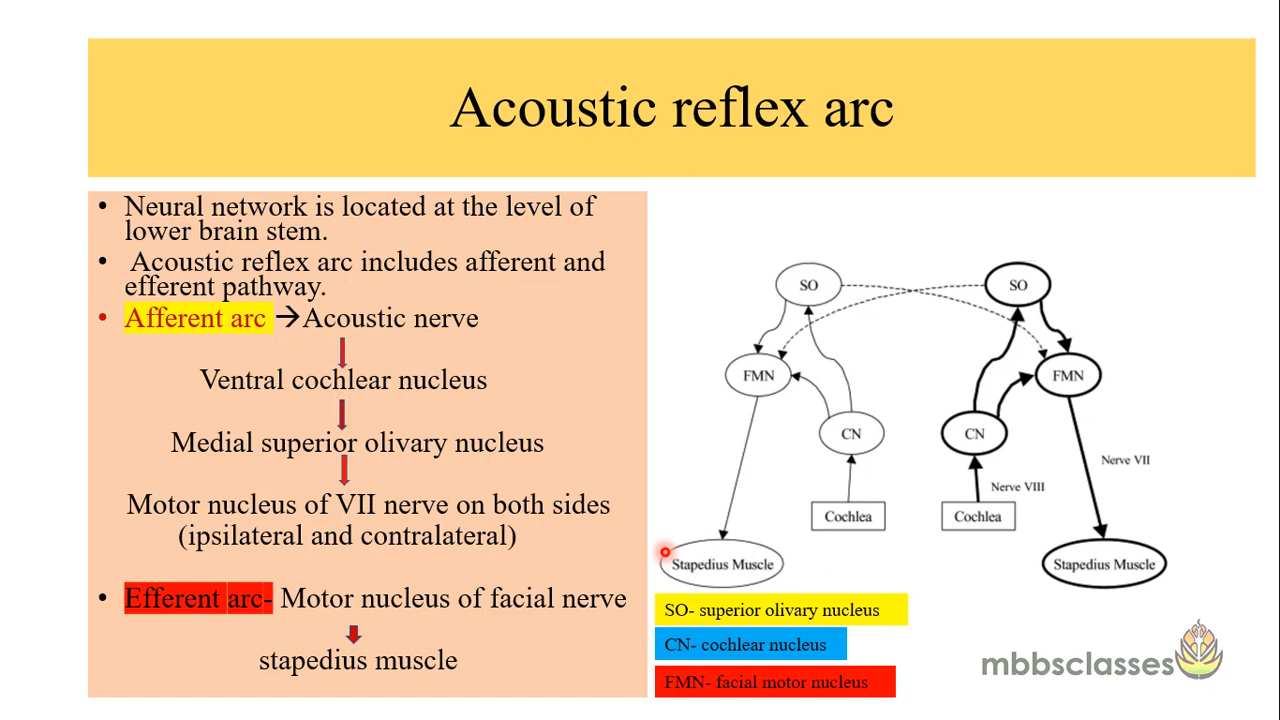 Acoustic reflex arc
• Neural network is located at the level of
lower brain stem.
• Acoustic reflex arc includes afferent and
efferent pathway.
• Afferent arc →Acoustic nerve
Ventral cochlear nucleus
Medial superior olivary nucleus
Motor nucleus of VII nerve on both sides
(ipsilateral and contralateral)
• Efferent arc- Motor nucleus of facial nerve
stapedius muscle
SO
SO
FMN
FMN
CN
CN
Nerve VII
Nerve VIII
Cochlea
Cochlea
Stapedius Muscle
Stapedius Muscle
SO- superior olivary nucleus
CN- cochlear nucleus
FMN- facial motor nucleus
mbbsclasses